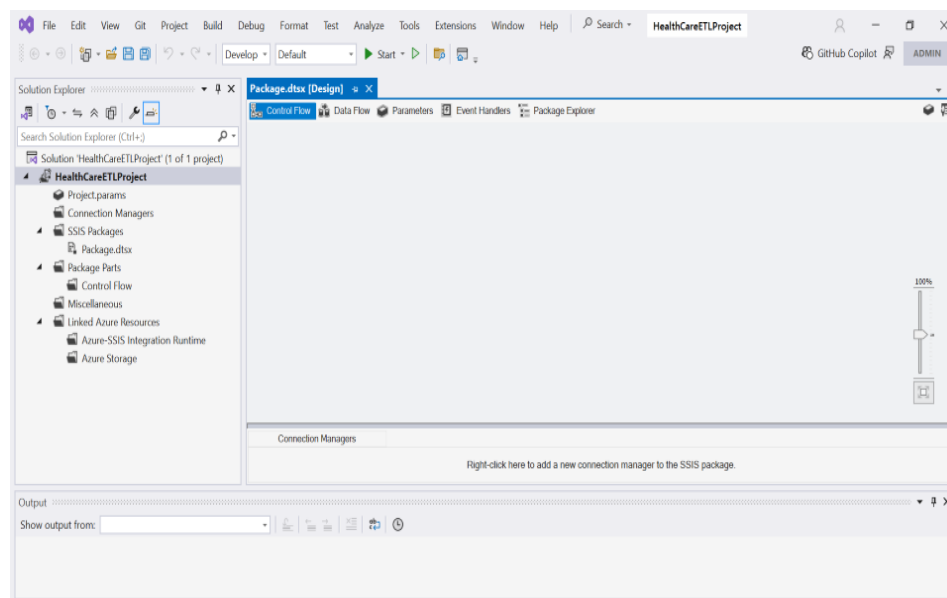 File Edit View Git Project Build Debug Format Test Analyze Tools Extensions Window Help Search HealthCareETLProject
Develop Default Start GitHub Copilot ADMIN
Solution Explorer
Search Solution Explorer (Ctrl+;)
Solution 'HealthCareETLProject' (1 of 1 project)
HealthCareETLProject
Project.params
Connection Managers
SSIS Packages
Package.dtsx
Package Parts
Control Flow
Miscellaneous
Linked Azure Resources
Azure-SSIS Integration Runtime
Azure Storage
Package.dtsx [Design]
Control Flow Data Flow Parameters Event Handlers Package Explorer
100%
Connection Managers
Right-click here to add a new connection manager to the SSIS package.
Output
Show output from: